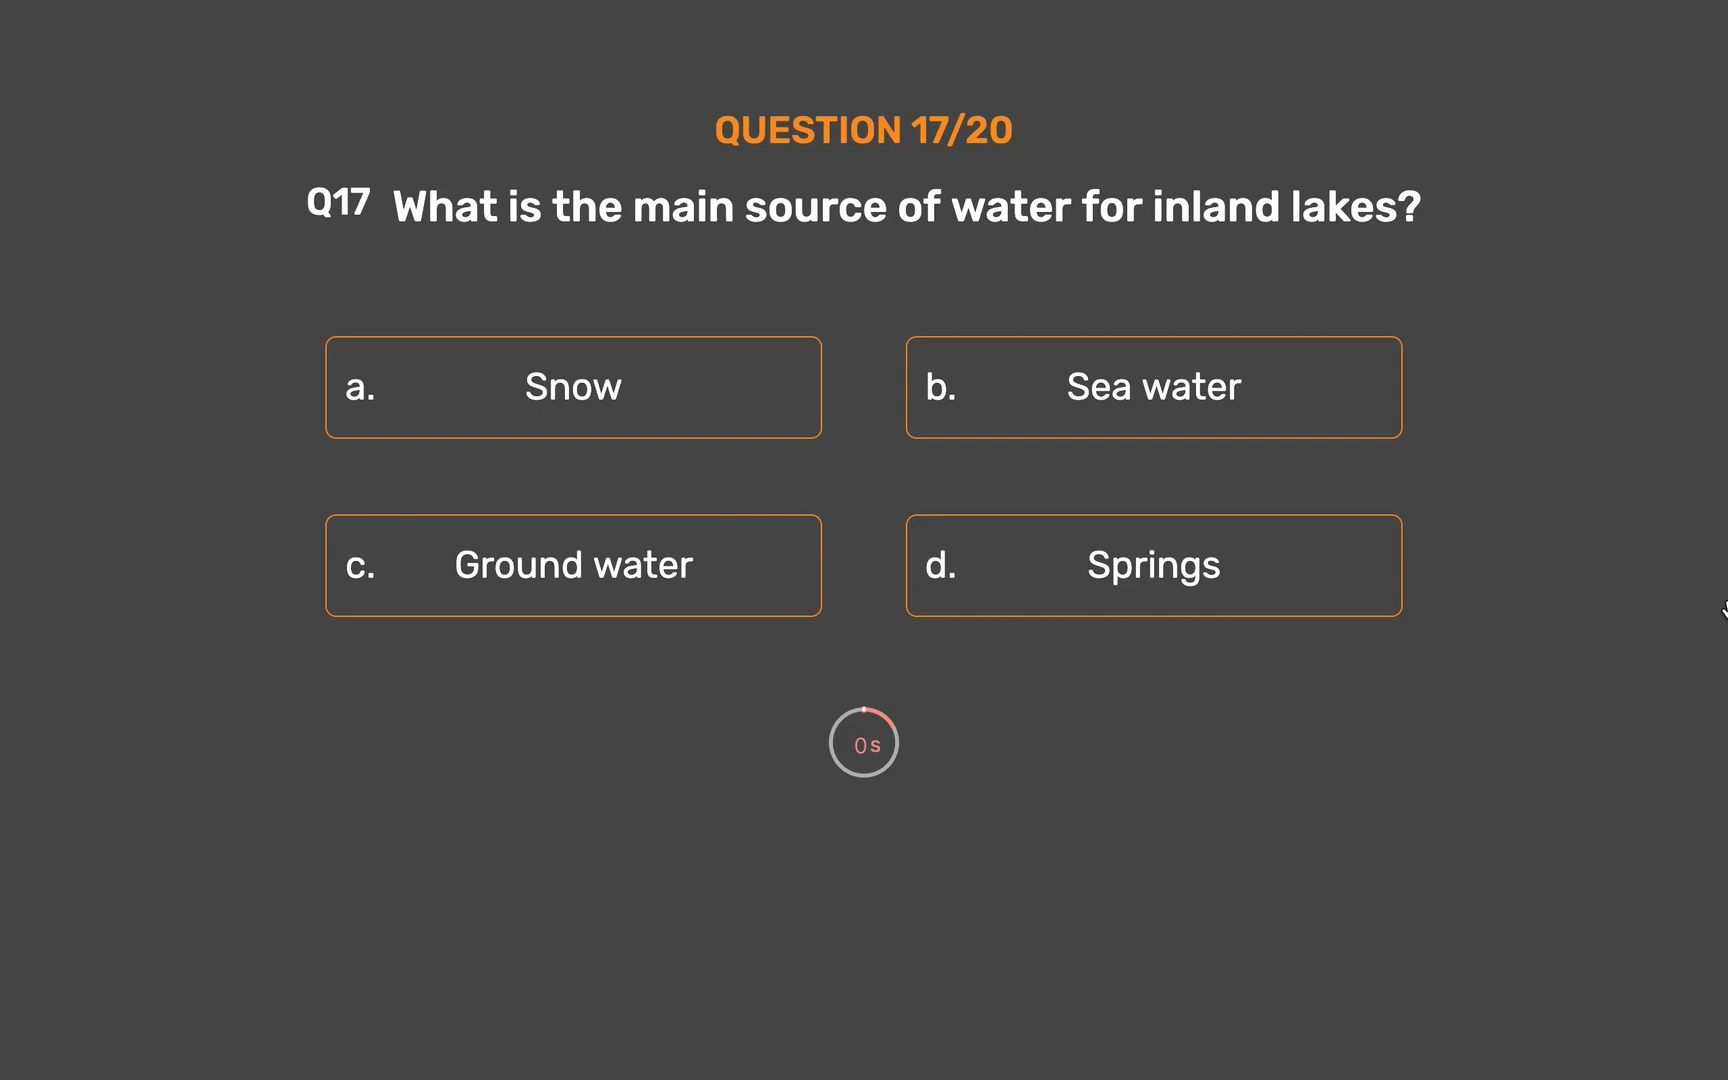 QUESTION 17/20
Q17 What is the main source of water for inland lakes?
a. Snow
b. Sea water
c. Ground water
d. Springs
0 s